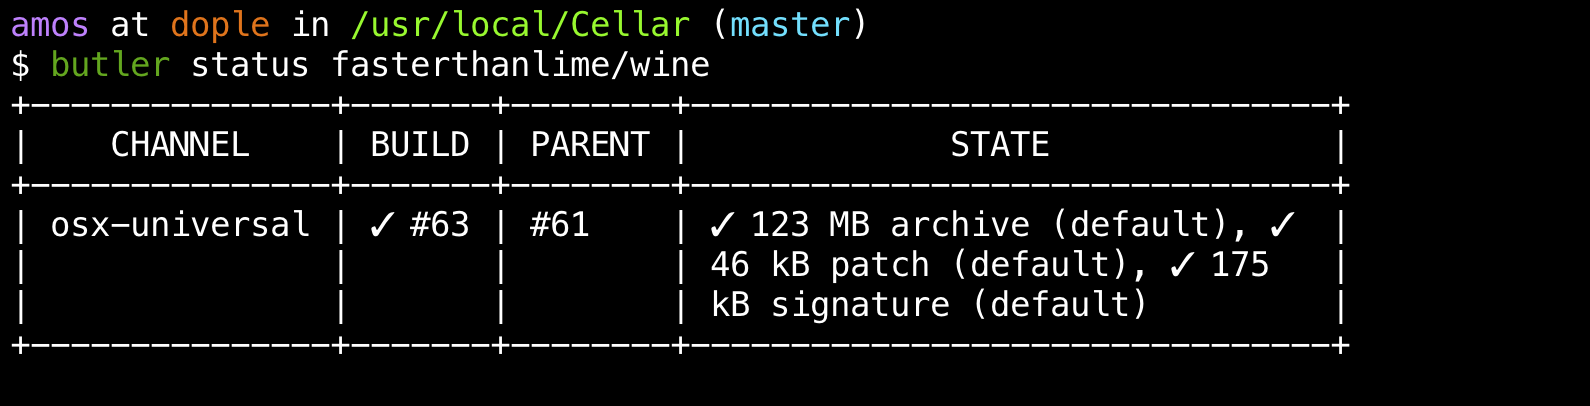 amos at dople in /usr/local/Cellar (master)
$ butler status fasterthanlime/wine
+---------------+-------+--------+--------------------------------+
|    CHANNEL    | BUILD | PARENT |             STATE              |
+---------------+-------+--------+--------------------------------+
| osx-universal | ✓ #63 | #61    | ✓ 123 MB archive (default), ✓  |
|               |       |        | 46 kB patch (default), ✓ 175   |
|               |       |        | kB signature (default)         |
+---------------+-------+--------+--------------------------------+